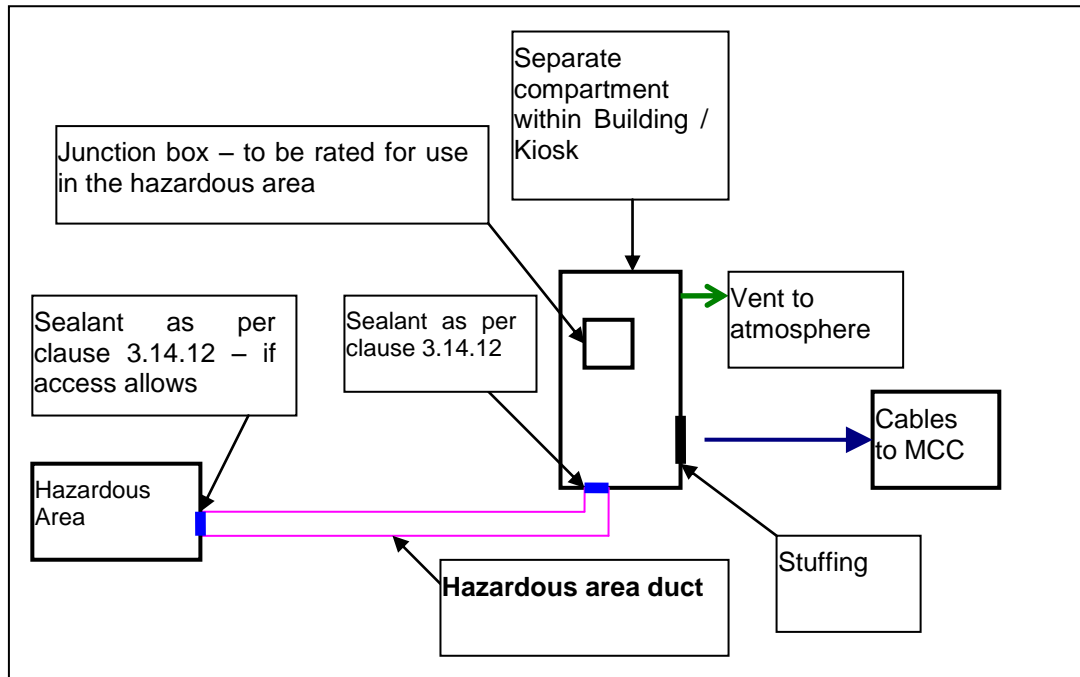 Separate
compartment
within Building /
Kiosk
Junction box – to be rated for use
in the hazardous area
Sealant as per
clause 3.14.12 – if
access allows
Sealant as per
clause 3.14.12
Vent to
atmosphere
Cables
to MCC
Hazardous
Area
Stuffing
Hazardous area duct